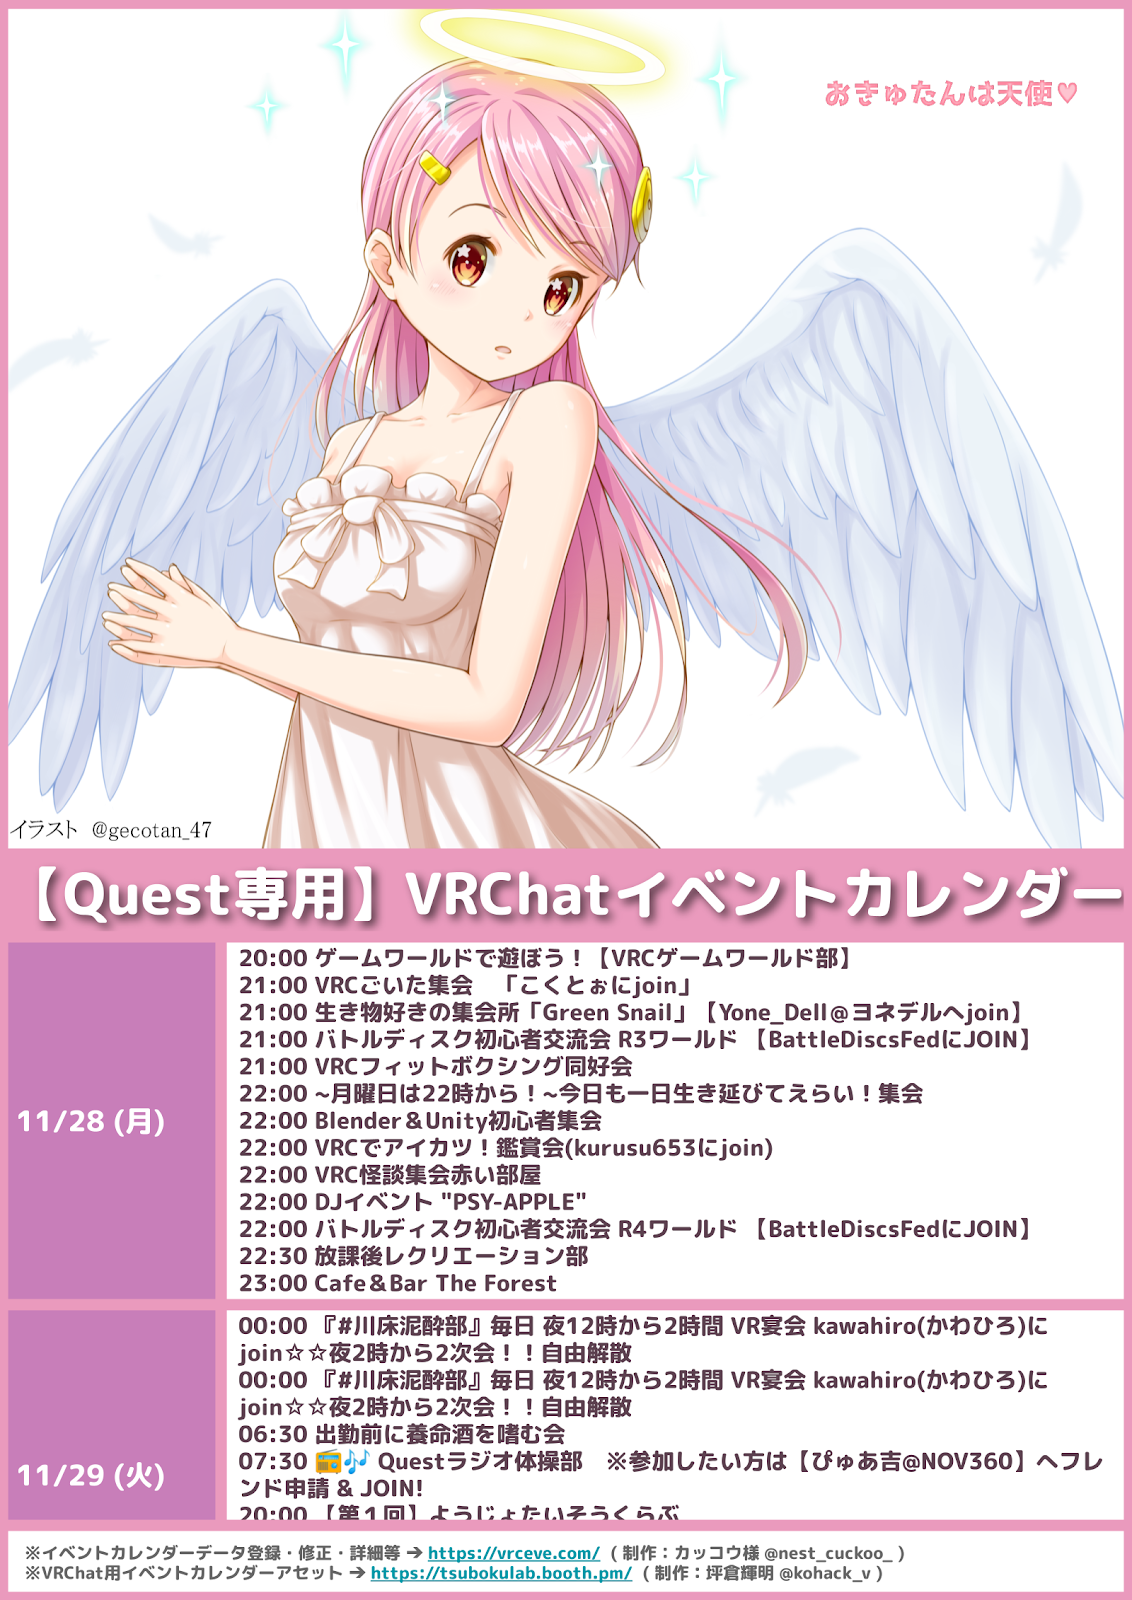 おきゅたんは天使♥
イラスト @gecotan_47
【Quest専用】VRChatイベントカレンダー
11/28 (月)
20:00 ゲームワールドで遊ぼう！【VRCゲームワールド部】
21:00 VRCごいた集会　「こくとぉにjoin」
21:00 生き物好きの集会所「Green Snail」【Yone_Dell@ヨネデルへjoin】
21:00 バトルディスク初心者交流会 R3ワールド 【BattleDiscsFedにJOIN】
21:00 VRCフィットボクシング同好会
22:00 ~月曜日は22時から！~今日も一日生き延びてえらい！集会
22:00 Blender＆Unity初心者集会
22:00 VRCでアイカツ！鑑賞会(kurusu653にjoin)
22:00 VRC怪談集会赤い部屋
22:00 DJイベント "PSY-APPLE"
22:00 バトルディスク初心者交流会 R4ワールド 【BattleDiscsFedにJOIN】
22:30 放課後レクリエーション部
23:00 Cafe＆Bar The Forest
11/29 (火)
00:00 『#川床泥酔部』毎日 夜12時から2時間 VR宴会 kawahiro(かわひろ)に
join☆☆夜2時から2次会！！自由解散
00:00 『#川床泥酔部』毎日 夜12時から2時間 VR宴会 kawahiro(かわひろ)に
join☆☆夜2時から2次会！！自由解散
06:30 出勤前に養命酒を嗜む会
07:30 📻🎶 Questラジオ体操部　※参加したい方は【ぴゅあ吉@NOV360】へフレ
ンド申請 & JOIN!
20:00 【第１回】ようじょたいそうくらぶ
※イベントカレンダーデータ登録・修正・詳細等 ➔ https://vrceve.com/ ( 制作：カッコウ様 @nest_cuckoo_ )
※VRChat用イベントカレンダーアセット ➔ https://tsubokulab.booth.pm/ ( 制作：坪倉輝明 @kohack_v )